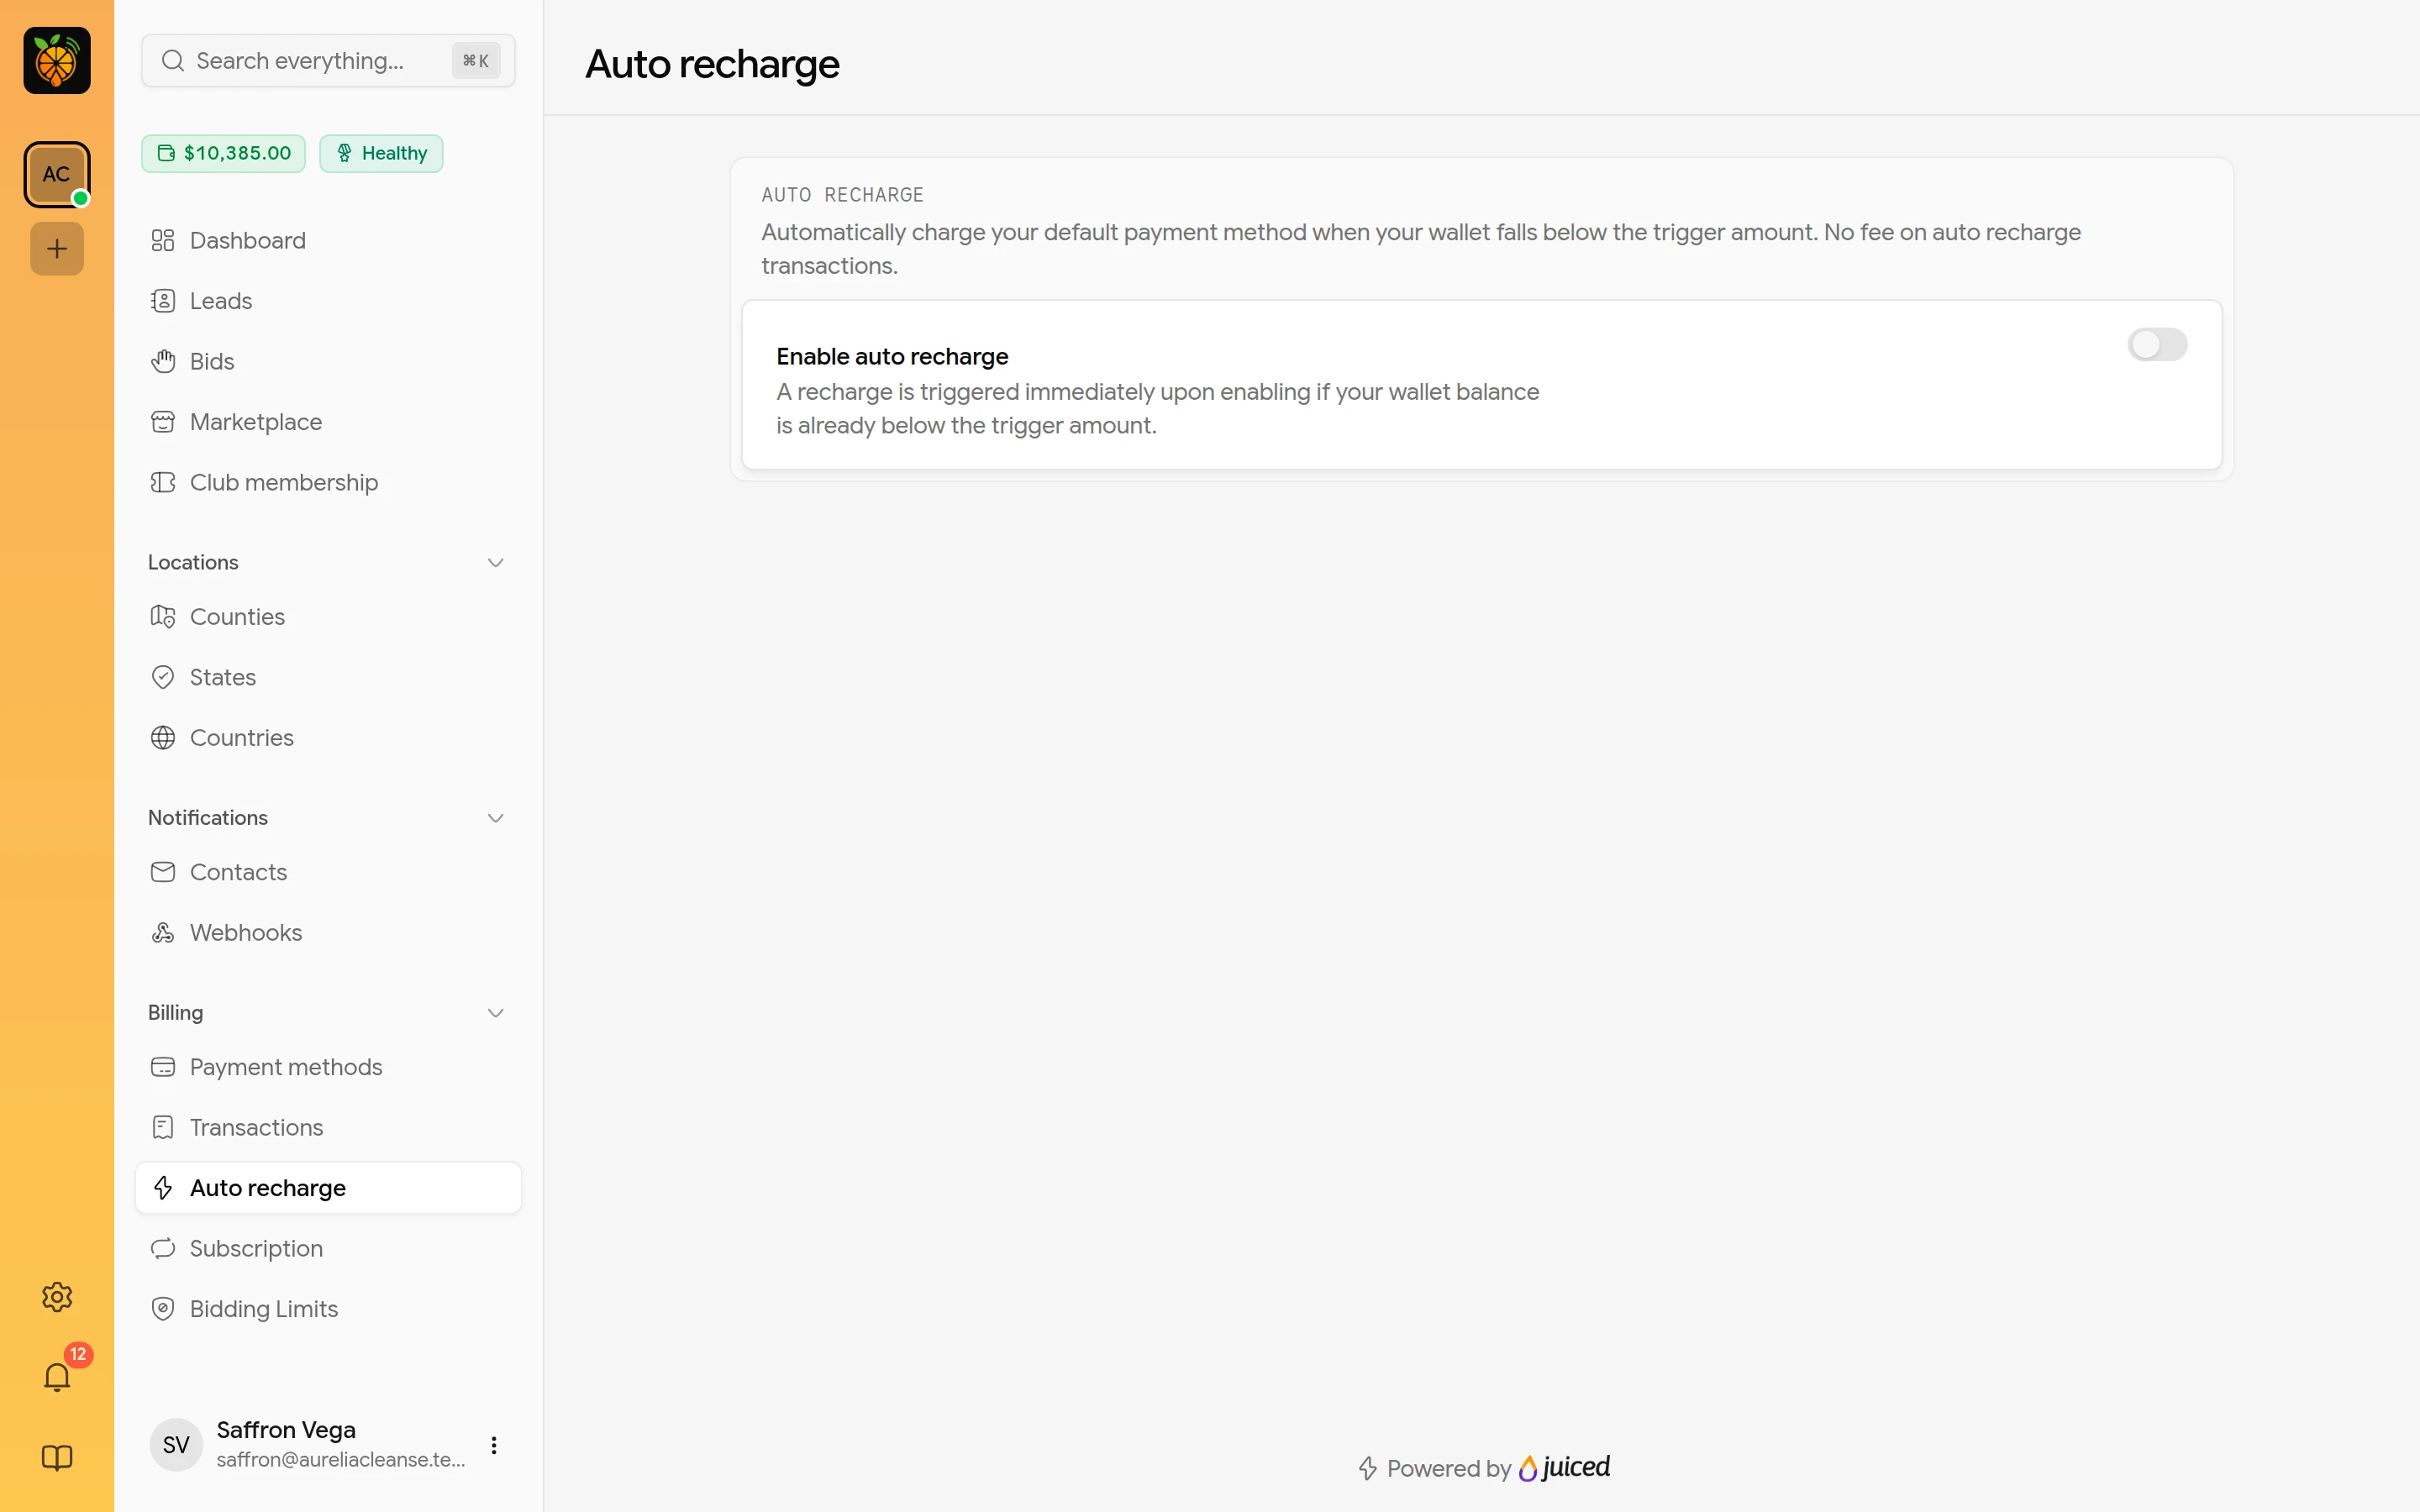 Search everything...
⌘K
AC
$10,385.00
Healthy
Dashboard
Leads
Bids
Marketplace
Club membership
Locations
Counties
States
Countries
Notifications
Contacts
Webhooks
Billing
Payment methods
Transactions
Auto recharge
Subscription
Bidding Limits
12
SV
Saffron Vega
saffron@aureliacleanse.te...
Auto recharge
AUTO RECHARGE
Automatically charge your default payment method when your wallet falls below the trigger amount. No fee on auto recharge
transactions.
Enable auto recharge
A recharge is triggered immediately upon enabling if your wallet balance
is already below the trigger amount.
Powered by juiced